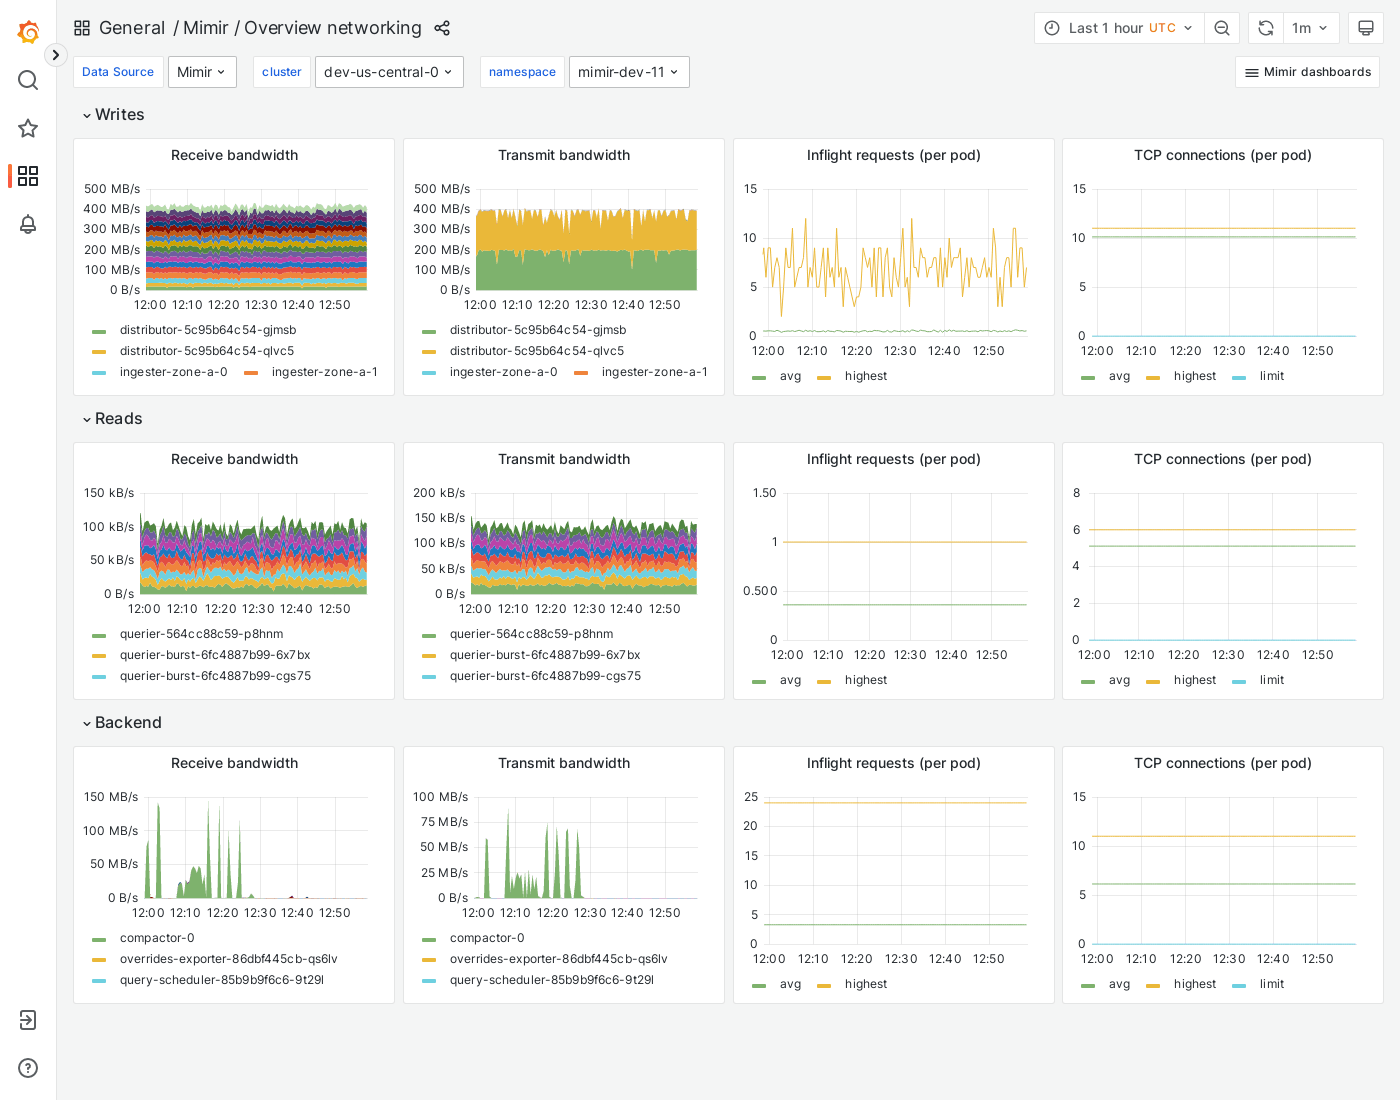 General / Mimir / Overview networking
Last 1 hour UTC
1m
Data Source Mimir cluster dev-us-central-0 namespace mimir-dev-11
Mimir dashboards
Writes
Receive bandwidth
500 MB/s
400 MB/s
300 MB/s
200 MB/s
100 MB/s
0 B/s
12:00 12:10 12:20 12:30 12:40 12:50
distributor-5c95b64c54-gjmsb
distributor-5c95b64c54-qlvc5
ingester-zone-a-0 ingester-zone-a-1
Transmit bandwidth
500 MB/s
400 MB/s
300 MB/s
200 MB/s
100 MB/s
0 B/s
12:00 12:10 12:20 12:30 12:40 12:50
distributor-5c95b64c54-gjmsb
distributor-5c95b64c54-qlvc5
ingester-zone-a-0 ingester-zone-a-1
Inflight requests (per pod)
15
10
5
0
12:00 12:10 12:20 12:30 12:40 12:50
avg highest
TCP connections (per pod)
15
10
5
0
12:00 12:10 12:20 12:30 12:40 12:50
avg highest limit
Reads
Receive bandwidth
150 kB/s
100 kB/s
50 kB/s
0 B/s
12:00 12:10 12:20 12:30 12:40 12:50
querier-564cc88c59-p8hnm
querier-burst-6fc4887b99-6x7bx
querier-burst-6fc4887b99-cgs75
Transmit bandwidth
200 kB/s
150 kB/s
100 kB/s
50 kB/s
0 B/s
12:00 12:10 12:20 12:30 12:40 12:50
querier-564cc88c59-p8hnm
querier-burst-6fc4887b99-6x7bx
querier-burst-6fc4887b99-cgs75
Inflight requests (per pod)
1.50
1
0.500
0
12:00 12:10 12:20 12:30 12:40 12:50
avg highest
TCP connections (per pod)
8
6
4
2
0
12:00 12:10 12:20 12:30 12:40 12:50
avg highest limit
Backend
Receive bandwidth
150 MB/s
100 MB/s
50 MB/s
0 B/s
12:00 12:10 12:20 12:30 12:40 12:50
compactor-0
overrides-exporter-86dbf445cb-qs6lv
query-scheduler-85b9b9f6c6-9t29l
Transmit bandwidth
100 MB/s
75 MB/s
50 MB/s
25 MB/s
0 B/s
12:00 12:10 12:20 12:30 12:40 12:50
compactor-0
overrides-exporter-86dbf445cb-qs6lv
query-scheduler-85b9b9f6c6-9t29l
Inflight requests (per pod)
25
20
15
10
5
0
12:00 12:10 12:20 12:30 12:40 12:50
avg highest
TCP connections (per pod)
15
10
5
0
12:00 12:10 12:20 12:30 12:40 12:50
avg highest limit